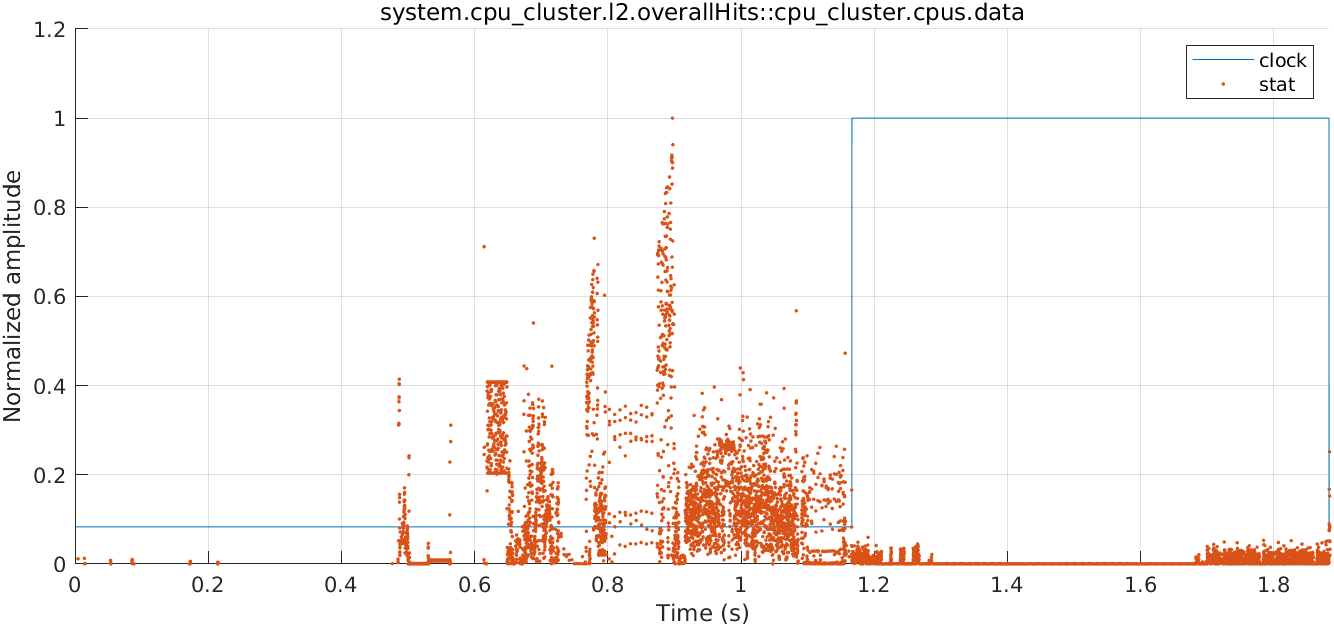 system.cpu_cluster.l2.overallHits::cpu_cluster.cpus.data
1.2
1
0.8
0.6
0.4
0.2
0
Normalized amplitude
clock
stat
0 0.2 0.4 0.6 0.8 1 1.2 1.4 1.6 1.8
Time (s)